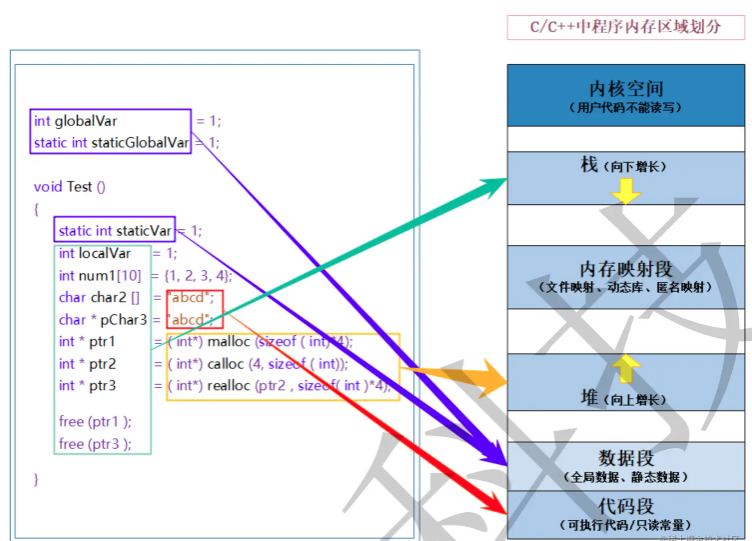 C/C++中程序内存区域划分
int globalVar = 1;
static int staticGlobalVar = 1;
void Test ()
{
static int staticVar = 1;
int localVar = 1;
int num1[10] = {1, 2, 3, 4};
char char2 [] = "abcd";
char * pChar3 = "abcd";
int * ptr1 = ( int*) malloc (sizeof ( int)*4);
int * ptr2 = ( int*) calloc (4, sizeof ( int));
int * ptr3 = ( int*) realloc (ptr2 , sizeof( int )*4);
free (ptr1 );
free (ptr3 );
}
内核空间
（用户代码不能读写）
栈（向下增长）
内存映射段
（文件映射、动态库、匿名映射）
堆（向上增长）
数据段
（全局数据、静态数据）
代码段
（可执行代码/只读常量）
科技